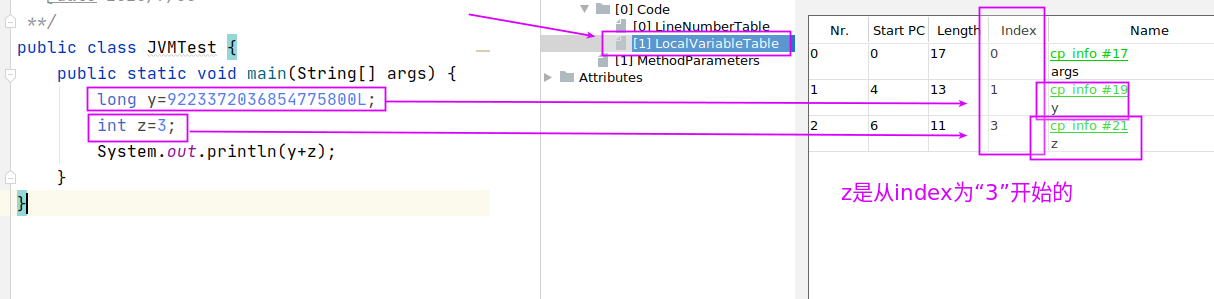 **/
public class JVMTest {
public static void main(String[] args) {
long y=9223372036854775800L;
int z=3;
System.out.println(y+z);
}
}
[0] Code
[0] LineNumberTable
[1] LocalVariableTable
[1] MethodParameters
Attributes
Nr. Start PC Length Index Name
0 0 17 0 cp_info #17
args
1 4 13 1 cp_info #19
y
2 6 11 3 cp_info #21
z
z是从index为“3”开始的